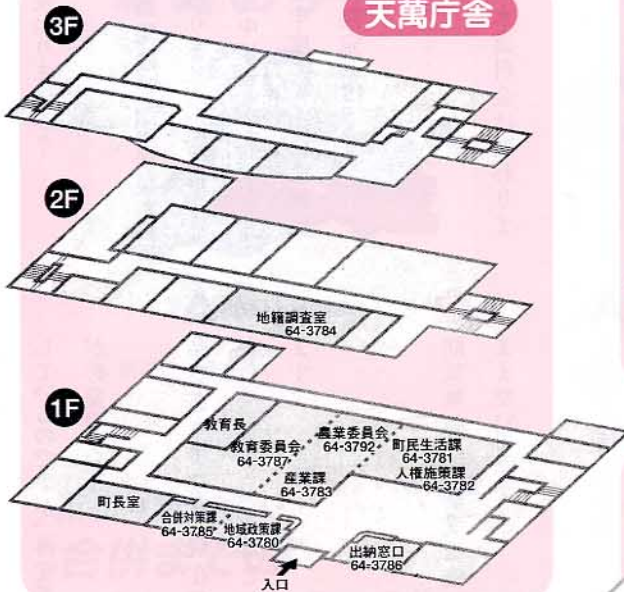 天萬庁舎
3F
2F
地籍調査室
64-3784
1F
教育長
教育委員会
64-3787
農業委員会
64-3792
産業課
64-3783
町民生活課
64-3781
人権施策課
64-3782
町長室
合併対策課
64-3785
地域政策課
64-3780
出納窓口
64-3786
入口